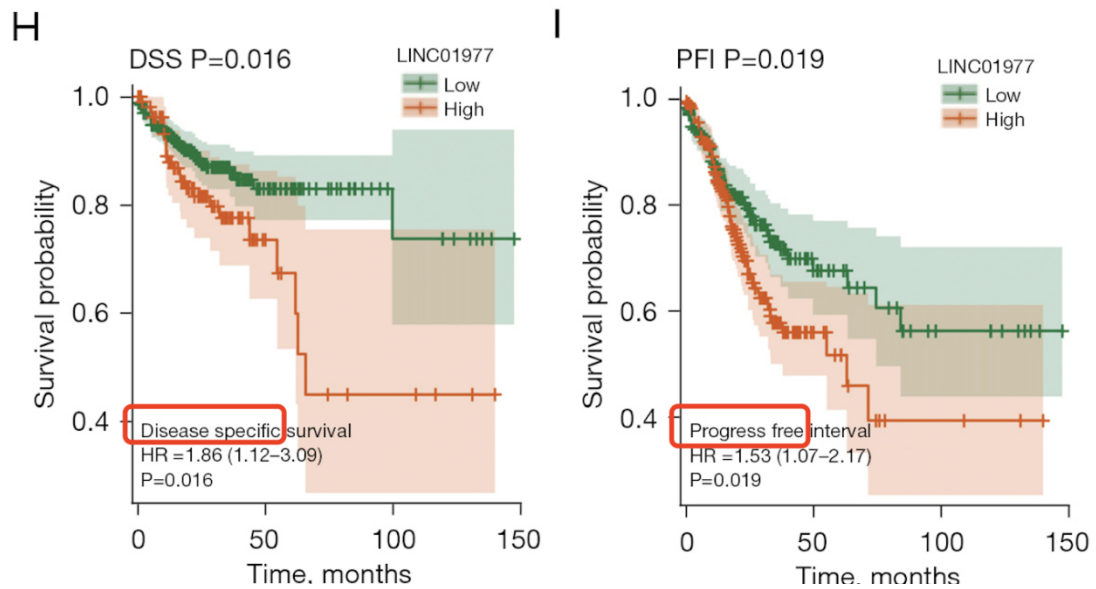 H
DSS P=0.016
LINC01977
Low
High
Survival probability
1.0
0.8
0.6
0.4
Disease specific survival
HR =1.86 (1.12–3.09)
P=0.016
0 50 100 150
Time, months
I
PFI P=0.019
LINC01977
Low
High
Survival probability
1.0
0.8
0.6
0.4
Progress free interval
HR =1.53 (1.07–2.17)
P=0.019
0 50 100 150
Time, months